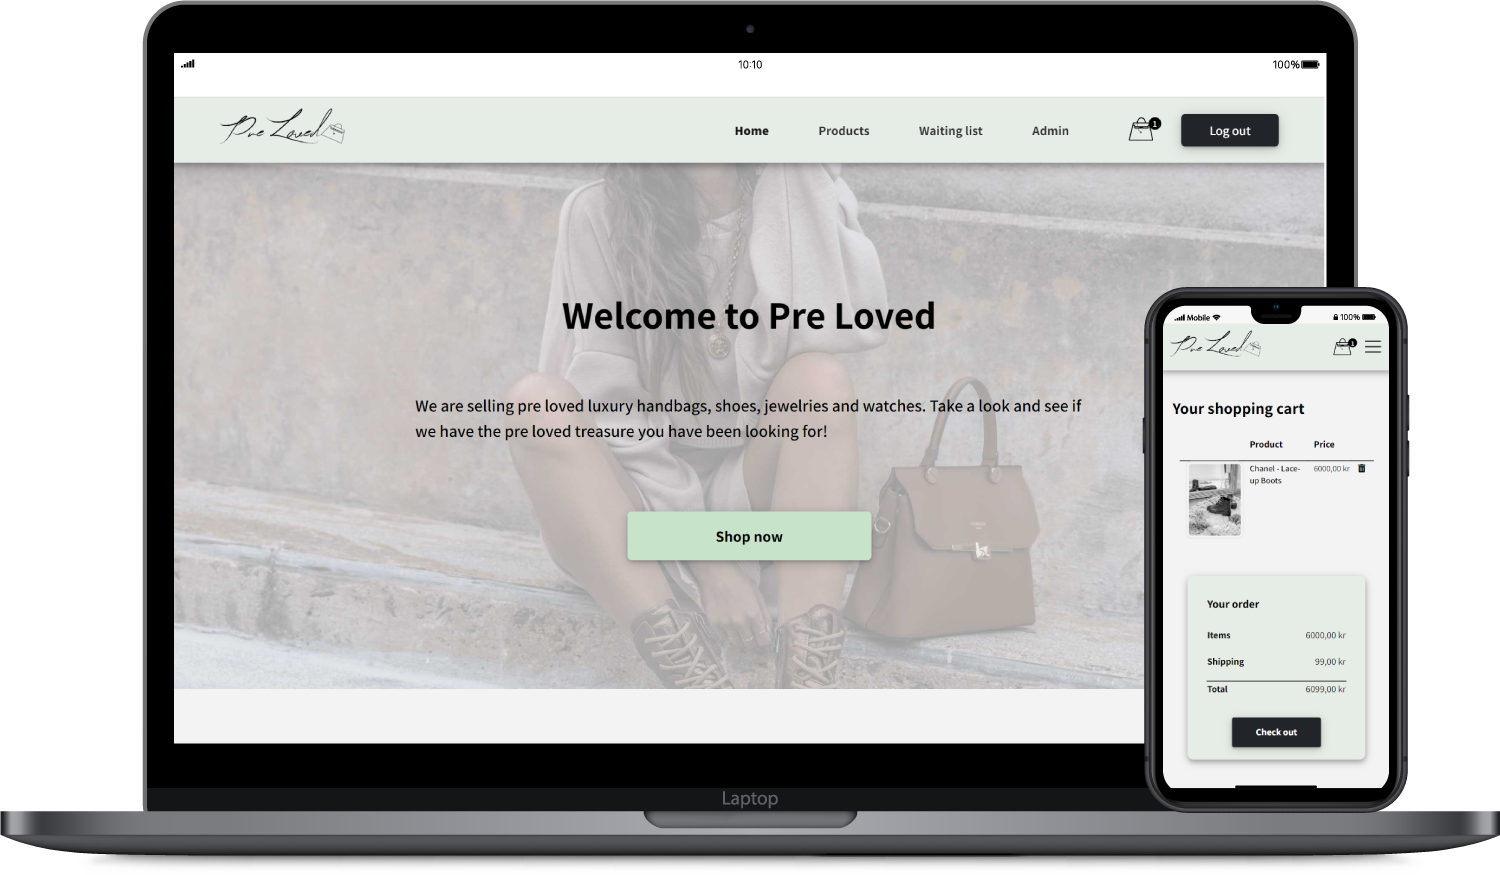 10:10
100%
Pre Loved
Home
Products
Waiting list
Admin
1
Log out
Welcome to Pre Loved
We are selling pre loved luxury handbags, shoes, jewelries and watches. Take a look and see if
we have the pre loved treasure you have been looking for!
Shop now
Laptop
Mobile
100%
Pre Loved
1
Your shopping cart
Product Price
Chanel - Lace- 6000,00 kr
up Boots
Your order
Items 6000,00 kr
Shipping 99,00 kr
Total 6099,00 kr
Check out